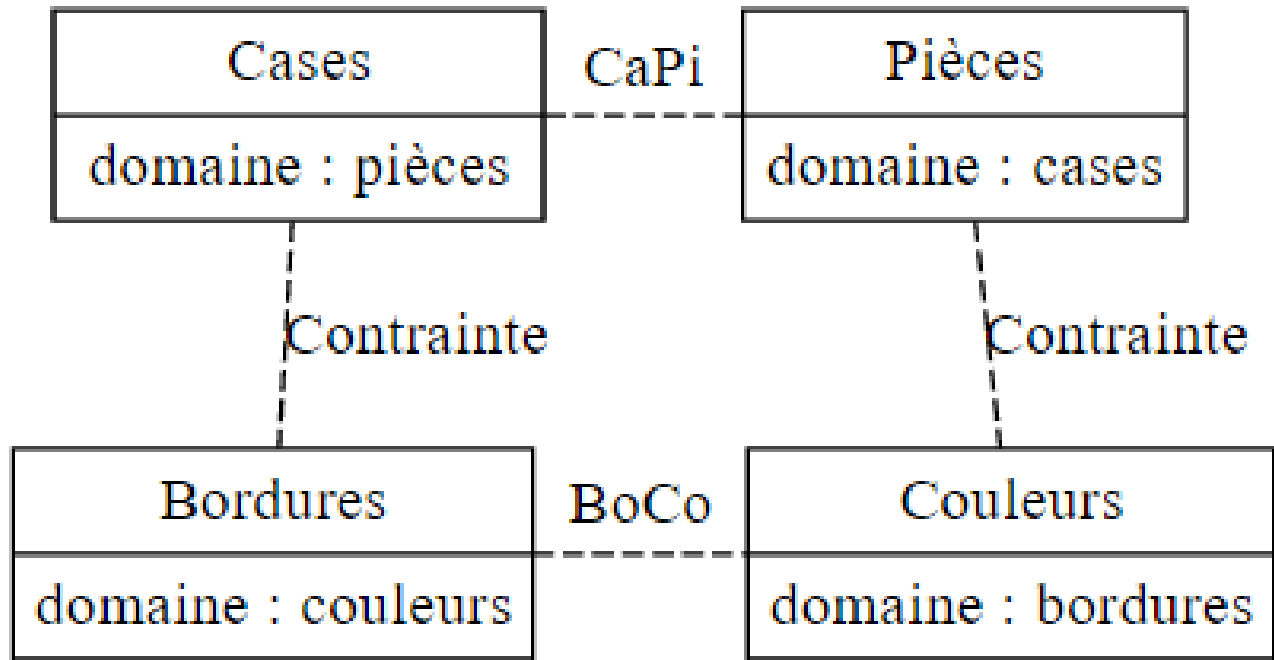 Cases
CaPi
Pièces
domaine : pièces
domaine : cases
Contrainte
Contrainte
Bordures
BoCo
Couleurs
domaine : couleurs
domaine : bordures